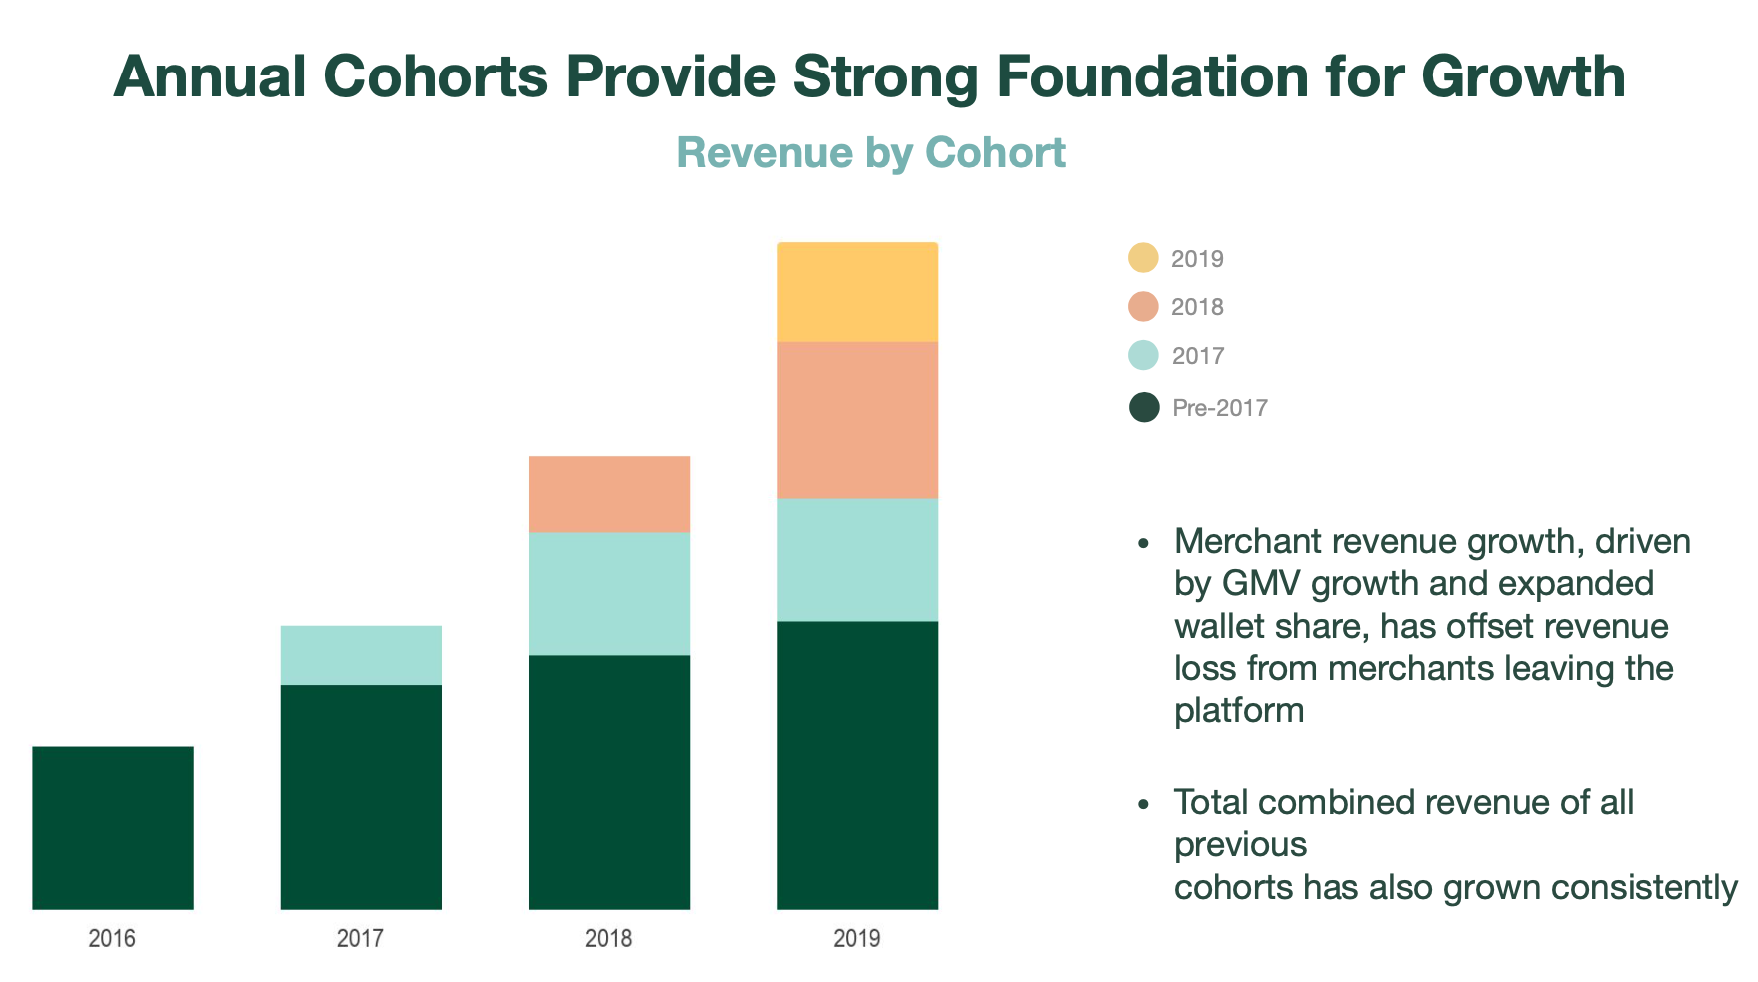 Annual Cohorts Provide Strong Foundation for Growth
Revenue by Cohort
2019
2018
2017
Pre-2017
• Merchant revenue growth, driven
by GMV growth and expanded
wallet share, has offset revenue
loss from merchants leaving the
platform
• Total combined revenue of all
previous
cohorts has also grown consistently
2016
2017
2018
2019